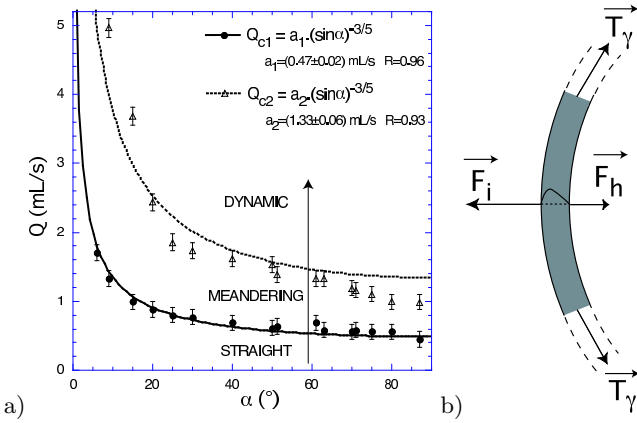 Q_c1 = a_1.(sinα)^-3/5
a_1=(0.47±0.02) mL/s R=0.96
Q_c2 = a_2.(sinα)^-3/5
a_2=(1.33±0.06) mL/s R=0.93
DYNAMIC
MEANDERING
STRAIGHT
Q (mL/s)
6
5
4
3
2
1
0
0 20 40 60 80
α (°)
a)
T_γ
F_i
F_h
T_γ
b)